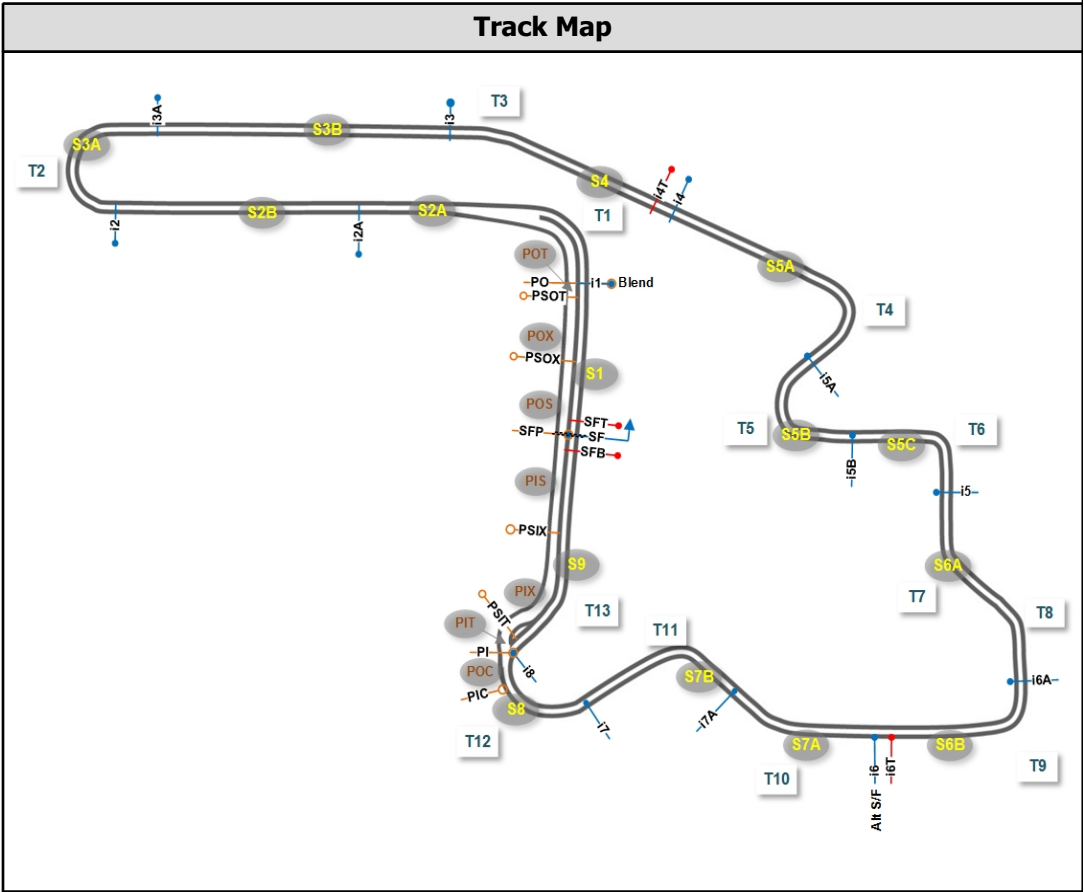 Track Map
i3A
i3
T3
S3A
S3B
T2
S4
i4T
i4
T1
i2
S2B
i2A
S2A
S5A
POT
PO
i1
Blend
PSOT
T4
POX
PSOX
S1
i5A
POS
SFT
SFP
SF
SFB
T5
S5B
i5B
S5C
T6
PIS
i5
PSIX
S9
S6A
PIX
PSIT
T13
T7
T8
PIT
PI
T11
POC
i8
PIC
S7B
i6A
S8
i7
i7A
T12
S7A
S6B
T10
Alt S/F
i6
i6T
T9